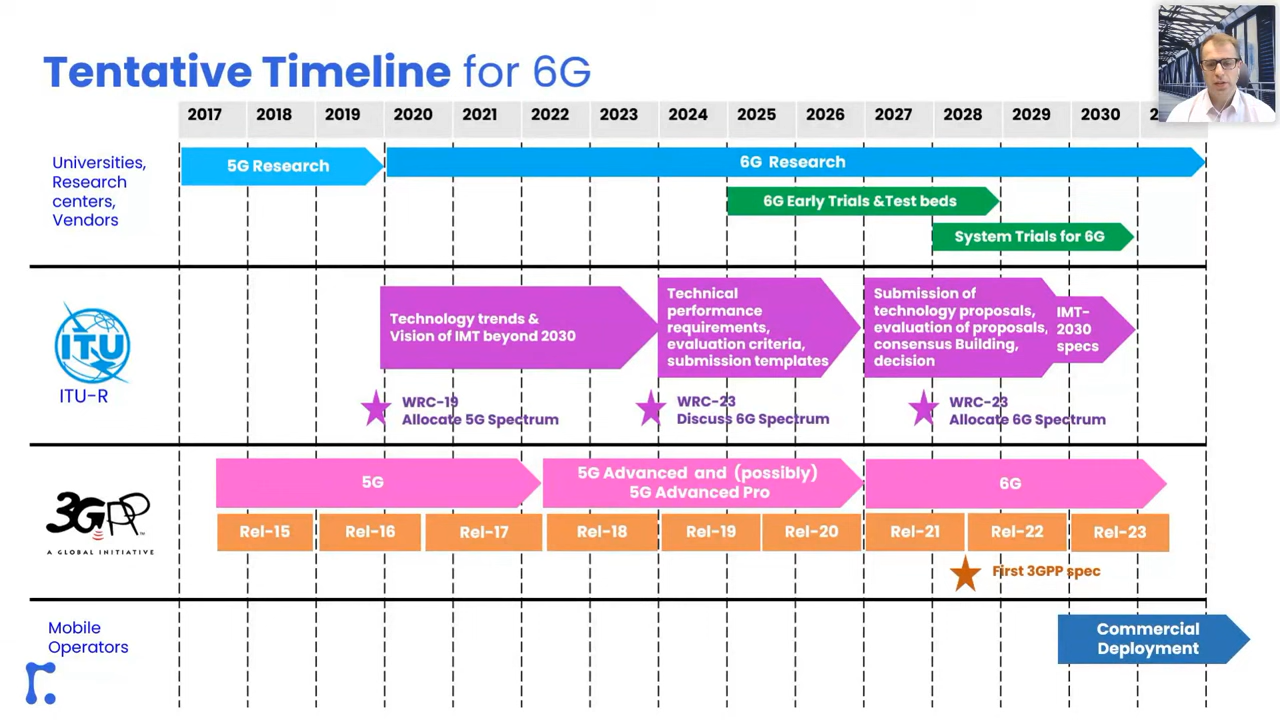 Tentative Timeline for 6G
2017 2018 2019 2020 2021 2022 2023 2024 2025 2026 2027 2028 2029 2030
Universities,
Research
centers,
Vendors
5G Research
6G Research
6G Early Trials &Test beds
System Trials for 6G
ITU
ITU-R
Technology trends &
Vision of IMT beyond 2030
Technical
performance
requirements,
evaluation criteria,
submission templates
Submission of
technology proposals,
evaluation of proposals,
consensus Building,
decision
IMT-
2030
specs
WRC-19
Allocate 5G Spectrum
WRC-23
Discuss 6G Spectrum
WRC-23
Allocate 6G Spectrum
3GPP
A GLOBAL INITIATIVE
5G
5G Advanced and (possibly)
5G Advanced Pro
6G
Rel-15 Rel-16 Rel-17 Rel-18 Rel-19 Rel-20 Rel-21 Rel-22 Rel-23
First 3GPP spec
Mobile
Operators
Commercial
Deployment
r.